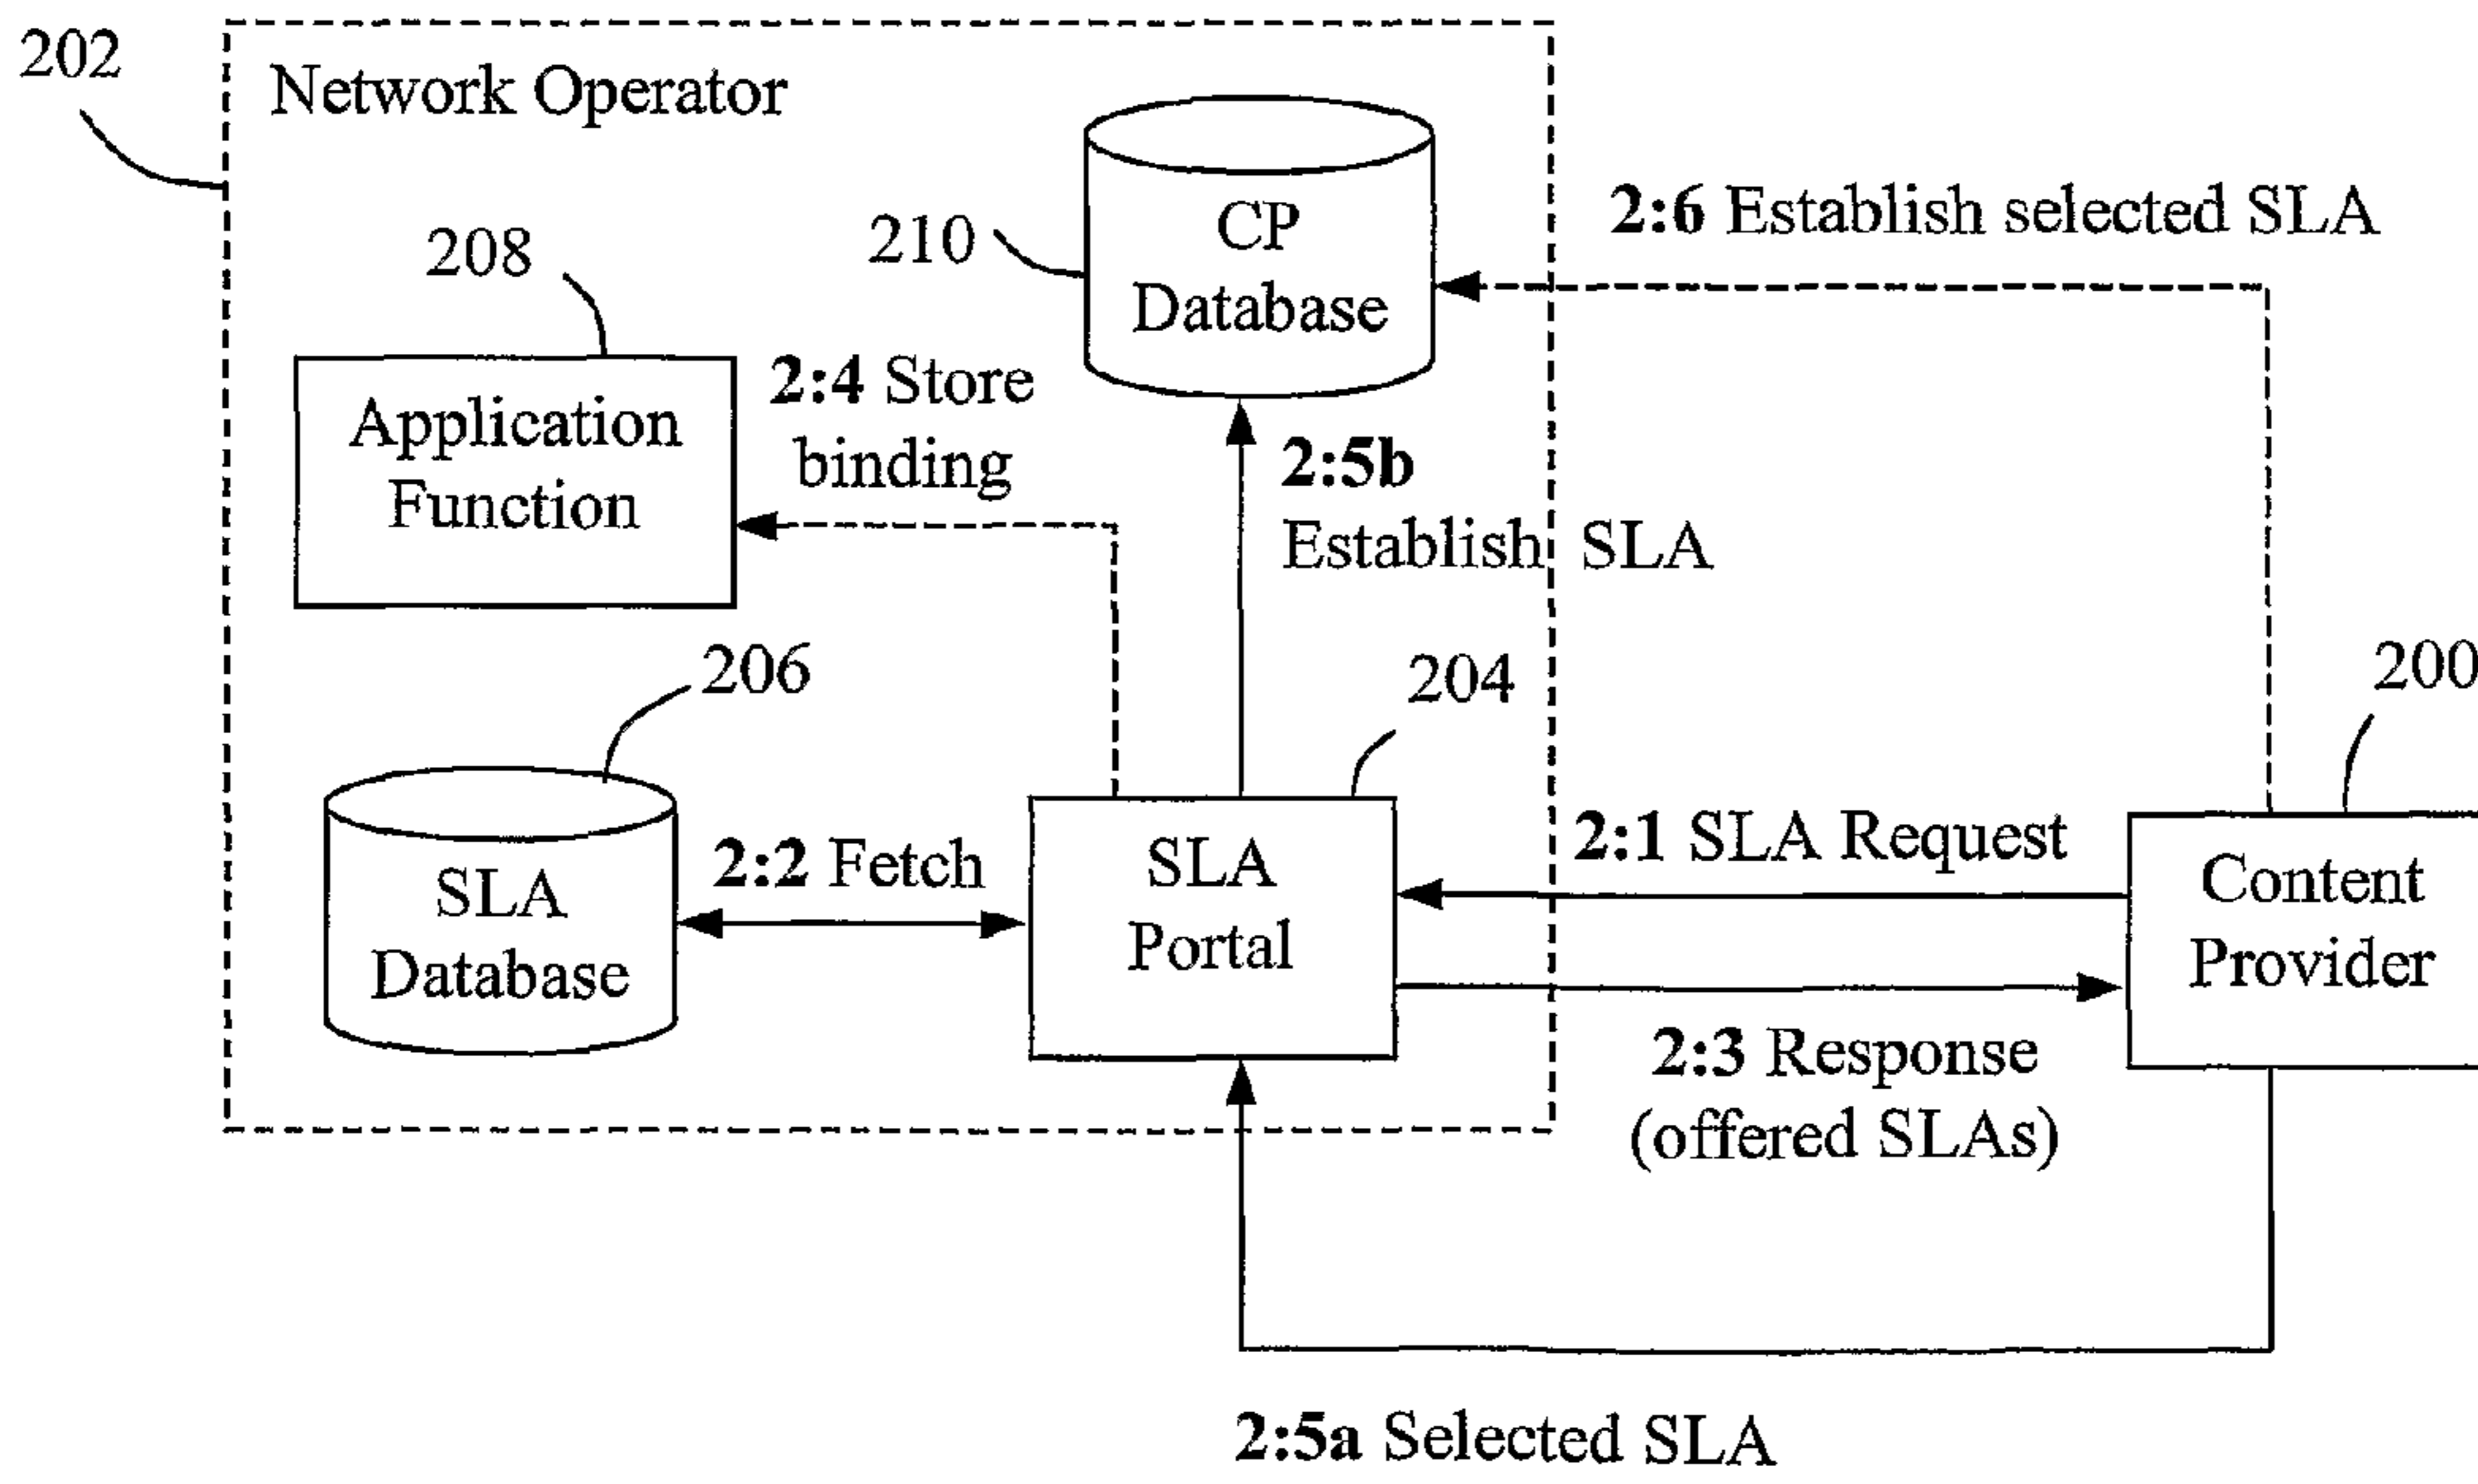 202
Network Operator
CP
Database
210
2:6 Establish selected SLA
208
Application
Function
2:4 Store
binding
2:5b
Establish SLA
206
204
200
SLA
Database
2:2 Fetch
SLA
Portal
2:1 SLA Request
Content
Provider
2:3 Response
(offered SLAs)
2:5a Selected SLA